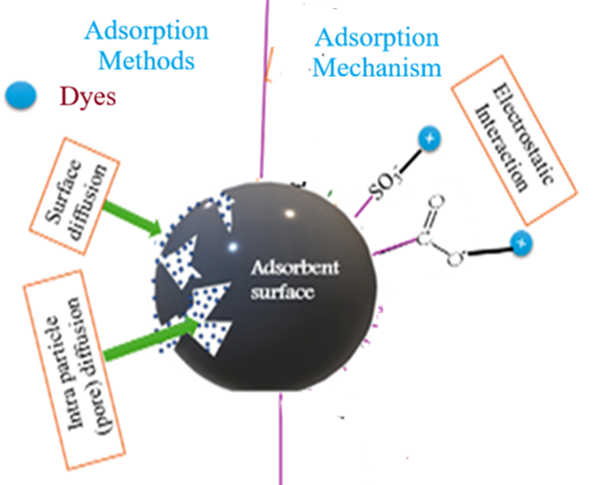 Adsorption
Methods
Adsorption
Mechanism
Dyes
Surface
diffusion
Intra particle
(pore) diffusion
Adsorbent
surface
SO3-
+
Electrostatic
Interaction
O
C
O-
+